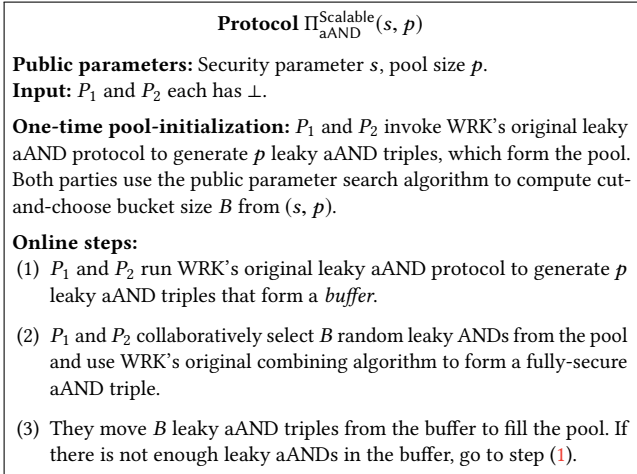 Protocol Π^Scalable_aAND(s, p)
Public parameters: Security parameter s, pool size p.
Input: P₁ and P₂ each has ⊥.
One-time pool-initialization: P₁ and P₂ invoke WRK's original leaky
aAND protocol to generate p leaky aAND triples, which form the pool.
Both parties use the public parameter search algorithm to compute cut-
and-choose bucket size B from (s, p).
Online steps:
(1) P₁ and P₂ run WRK's original leaky aAND protocol to generate p
leaky aAND triples that form a buffer.
(2) P₁ and P₂ collaboratively select B random leaky ANDs from the pool
and use WRK's original combining algorithm to form a fully-secure
aAND triple.
(3) They move B leaky aAND triples from the buffer to fill the pool. If
there is not enough leaky aANDs in the buffer, go to step (1).